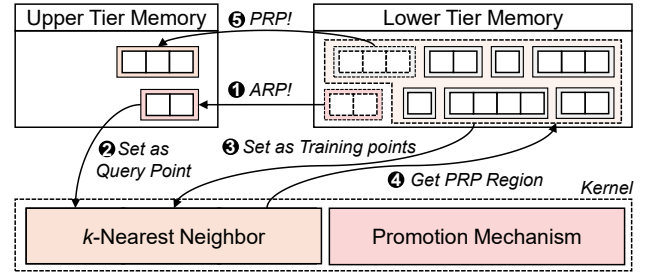 Upper Tier Memory
Lower Tier Memory
❺ PRP!
❶ ARP!
❷ Set as
Query Point
❸ Set as Training points
❹ Get PRP Region
Kernel
k-Nearest Neighbor
Promotion Mechanism